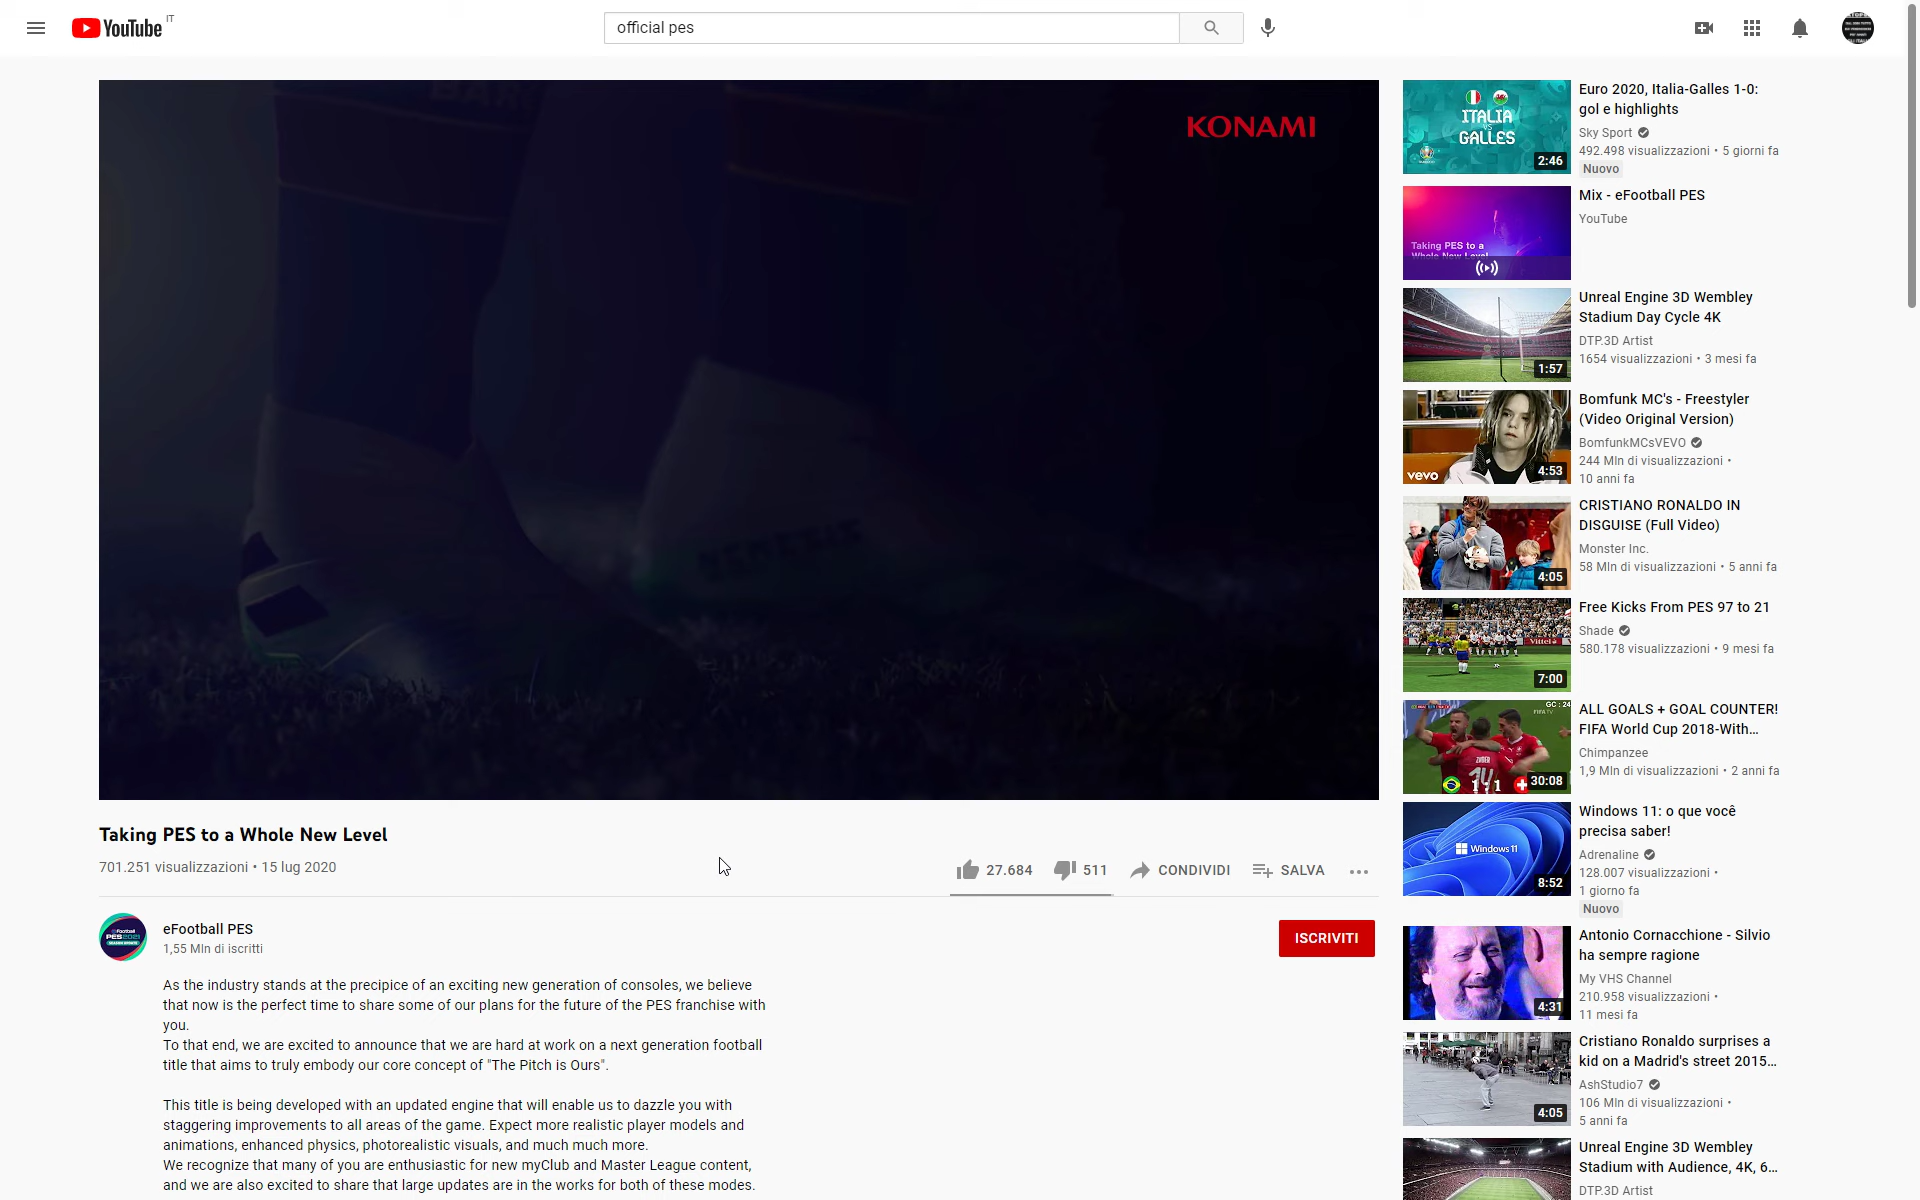 YouTube IT
official pes
KONAMI
Taking PES to a Whole New Level
701.251 visualizzazioni • 15 lug 2020
27.684
511
CONDIVIDI
SALVA
eFootball PES
1,55 Mln di iscritti
ISCRIVITI
As the industry stands at the precipice of an exciting new generation of consoles, we believe
that now is the perfect time to share some of our plans for the future of the PES franchise with
you.
To that end, we are excited to announce that we are hard at work on a next generation football
title that aims to truly embody our core concept of "The Pitch is Ours".
This title is being developed with an updated engine that will enable us to dazzle you with
staggering improvements to all areas of the game. Expect more realistic player models and
animations, enhanced physics, photorealistic visuals, and much much more.
We recognize that many of you are enthusiastic for new myClub and Master League content,
and we are also excited to share that large updates are in the works for both of these modes.
ITALIA
VS
GALLES
2:46
Euro 2020, Italia-Galles 1-0:
gol e highlights
Sky Sport
492.498 visualizzazioni • 5 giorni fa
Nuovo
Taking PES to a
Whole New Level
Mix - eFootball PES
YouTube
1:57
Unreal Engine 3D Wembley
Stadium Day Cycle 4K
DTP.3D Artist
1654 visualizzazioni • 3 mesi fa
vevo
4:53
Bomfunk MC's - Freestyler
(Video Original Version)
BomfunkMCsVEVO
244 Mln di visualizzazioni •
10 anni fa
4:05
CRISTIANO RONALDO IN
DISGUISE (Full Video)
Monster Inc.
58 Mln di visualizzazioni • 5 anni fa
Vittel
7:00
Free Kicks From PES 97 to 21
Shade
580.178 visualizzazioni • 9 mesi fa
GC : 24
FIFA TV
14
1 1
30:08
ALL GOALS + GOAL COUNTER!
FIFA World Cup 2018-With...
Chimpanzee
1,9 Mln di visualizzazioni • 2 anni fa
Windows 11
8:52
Windows 11: o que você
precisa saber!
Adrenaline
128.007 visualizzazioni •
1 giorno fa
Nuovo
4:31
Antonio Cornacchione - Silvio
ha sempre ragione
My VHS Channel
210.958 visualizzazioni •
11 mesi fa
4:05
Cristiano Ronaldo surprises a
kid on a Madrid's street 2015...
AshStudio7
106 Mln di visualizzazioni •
5 anni fa
Unreal Engine 3D Wembley
Stadium with Audience, 4K, 6...
DTP.3D Artist